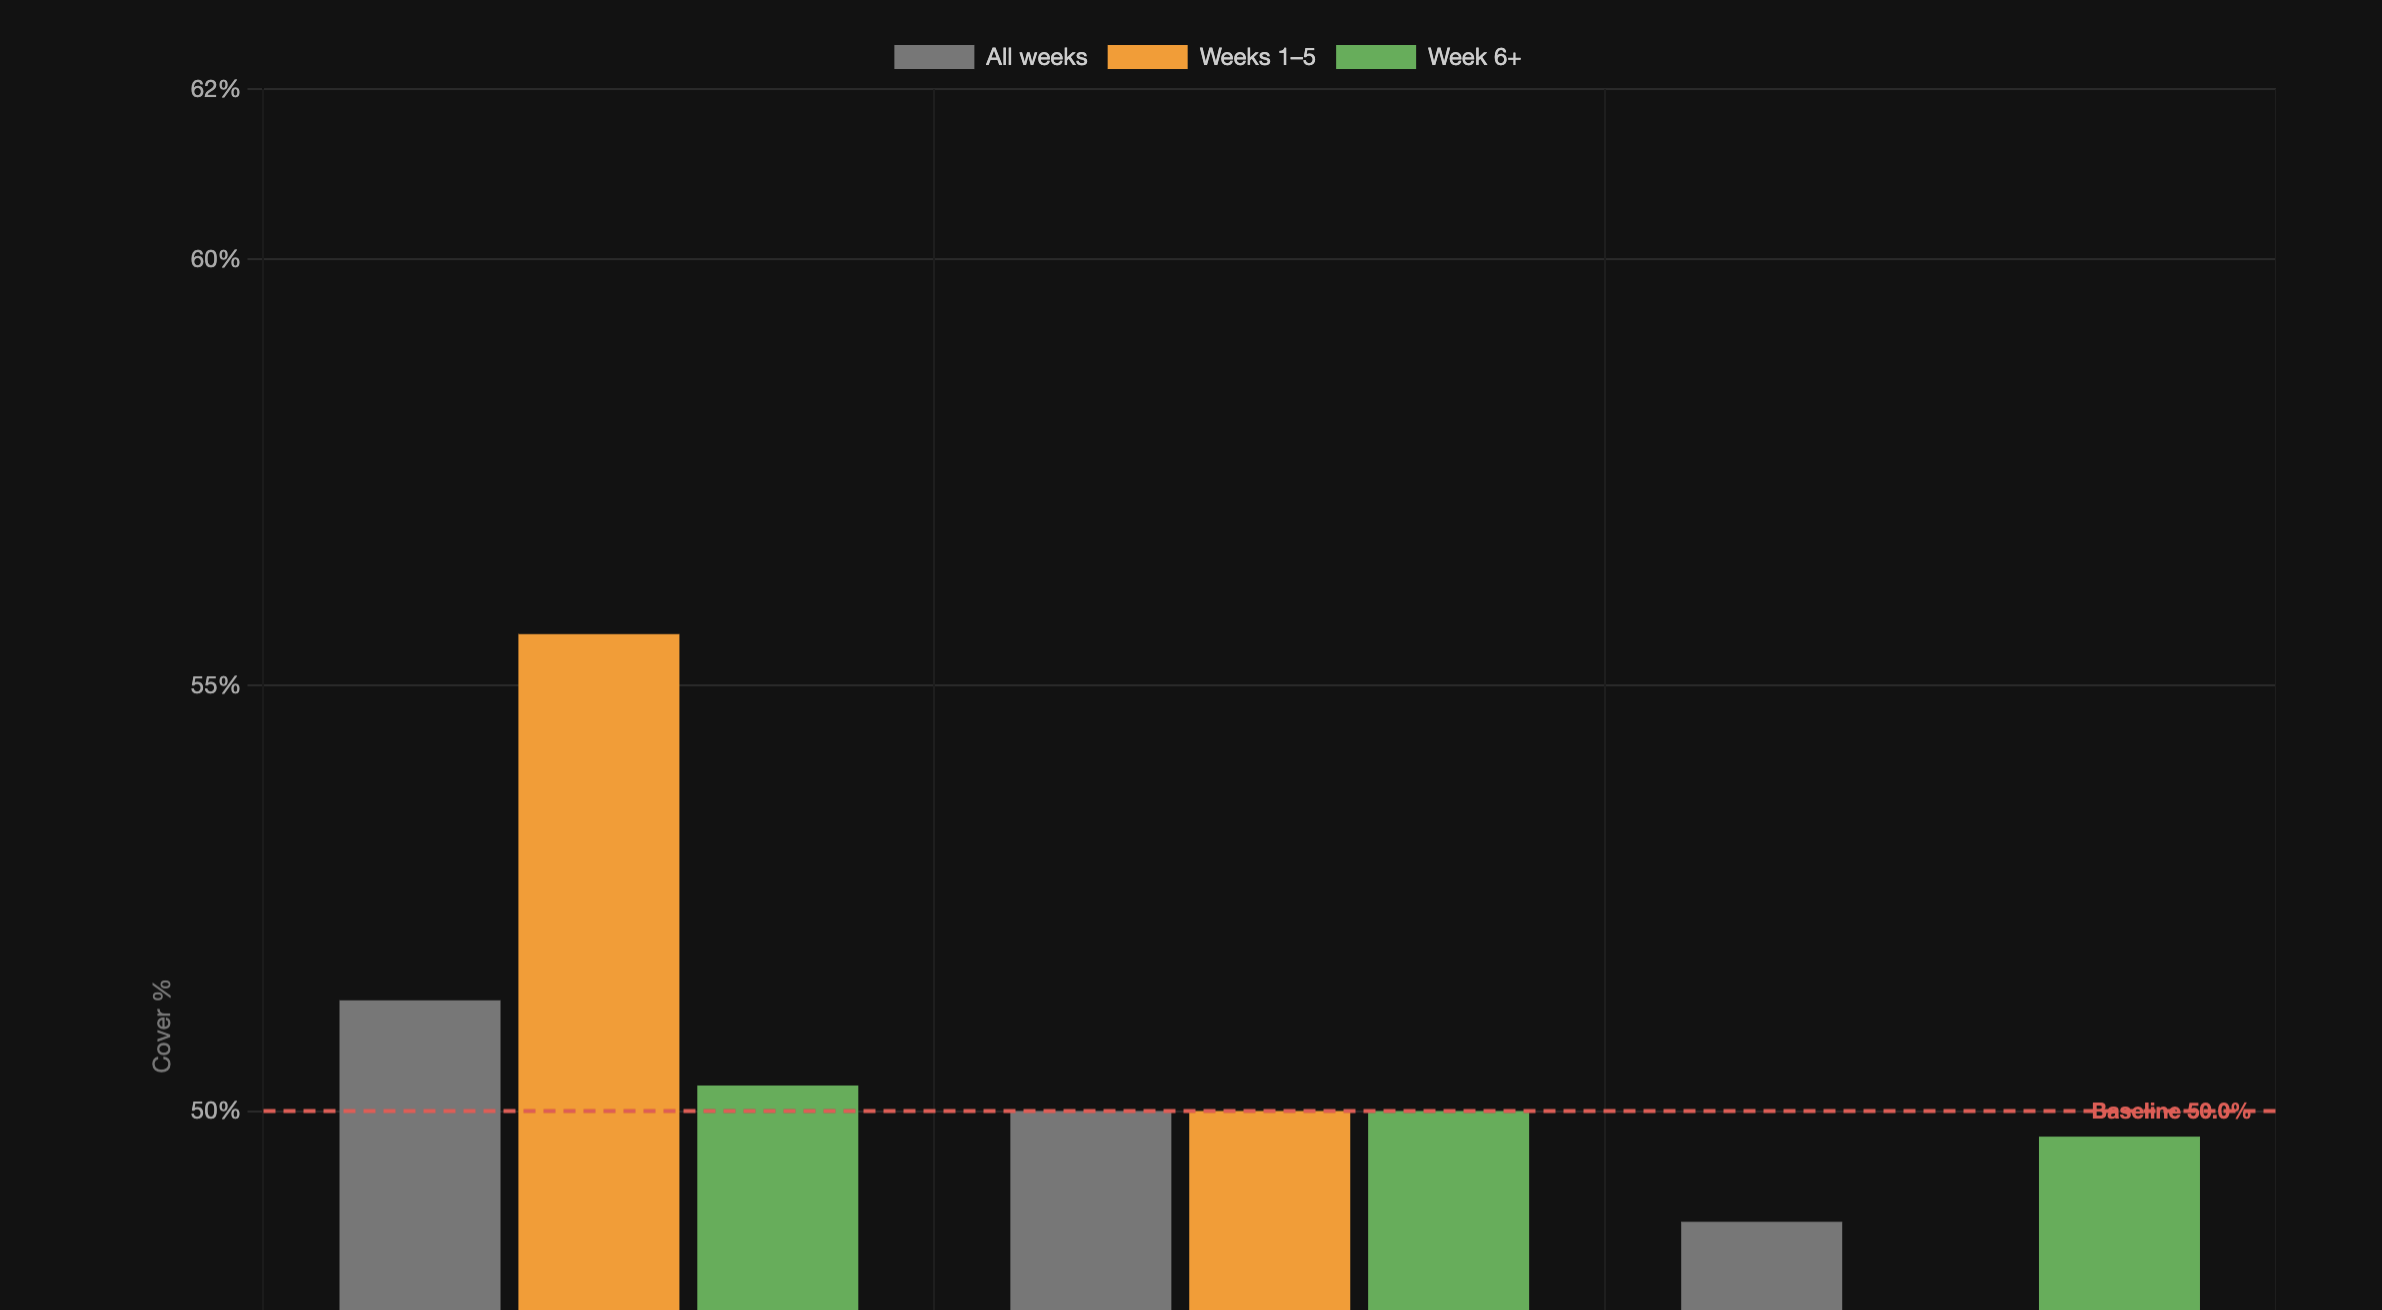 All weeks Weeks 1–5 Week 6+
62%
60%
55%
Cover %
50%
Baseline 50.0%